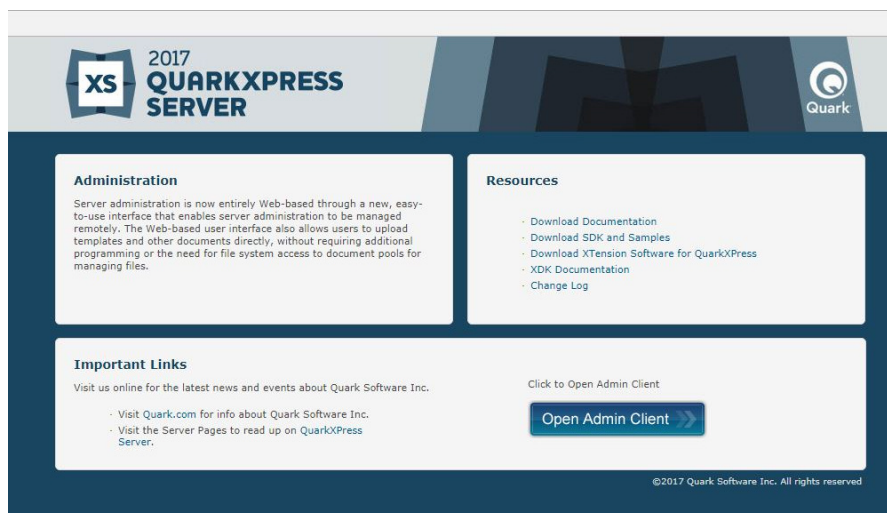 2017
QUARKXPRESS
SERVER
XS
Quark
Administration
Server administration is now entirely Web-based through a new, easy-
to-use interface that enables server administration to be managed
remotely. The Web-based user interface also allows users to upload
templates and other documents directly, without requiring additional
programming or the need for file system access to document pools for
managing files.
Resources
· Download Documentation
· Download SDK and Samples
· Download XTension Software for QuarkXPress
· XDK Documentation
· Change Log
Important Links
Visit us online for the latest news and events about Quark Software Inc.
· Visit Quark.com for info about Quark Software Inc.
· Visit the Server Pages to read up on QuarkXPress
Server.
Click to Open Admin Client
Open Admin Client
©2017 Quark Software Inc. All rights reserved